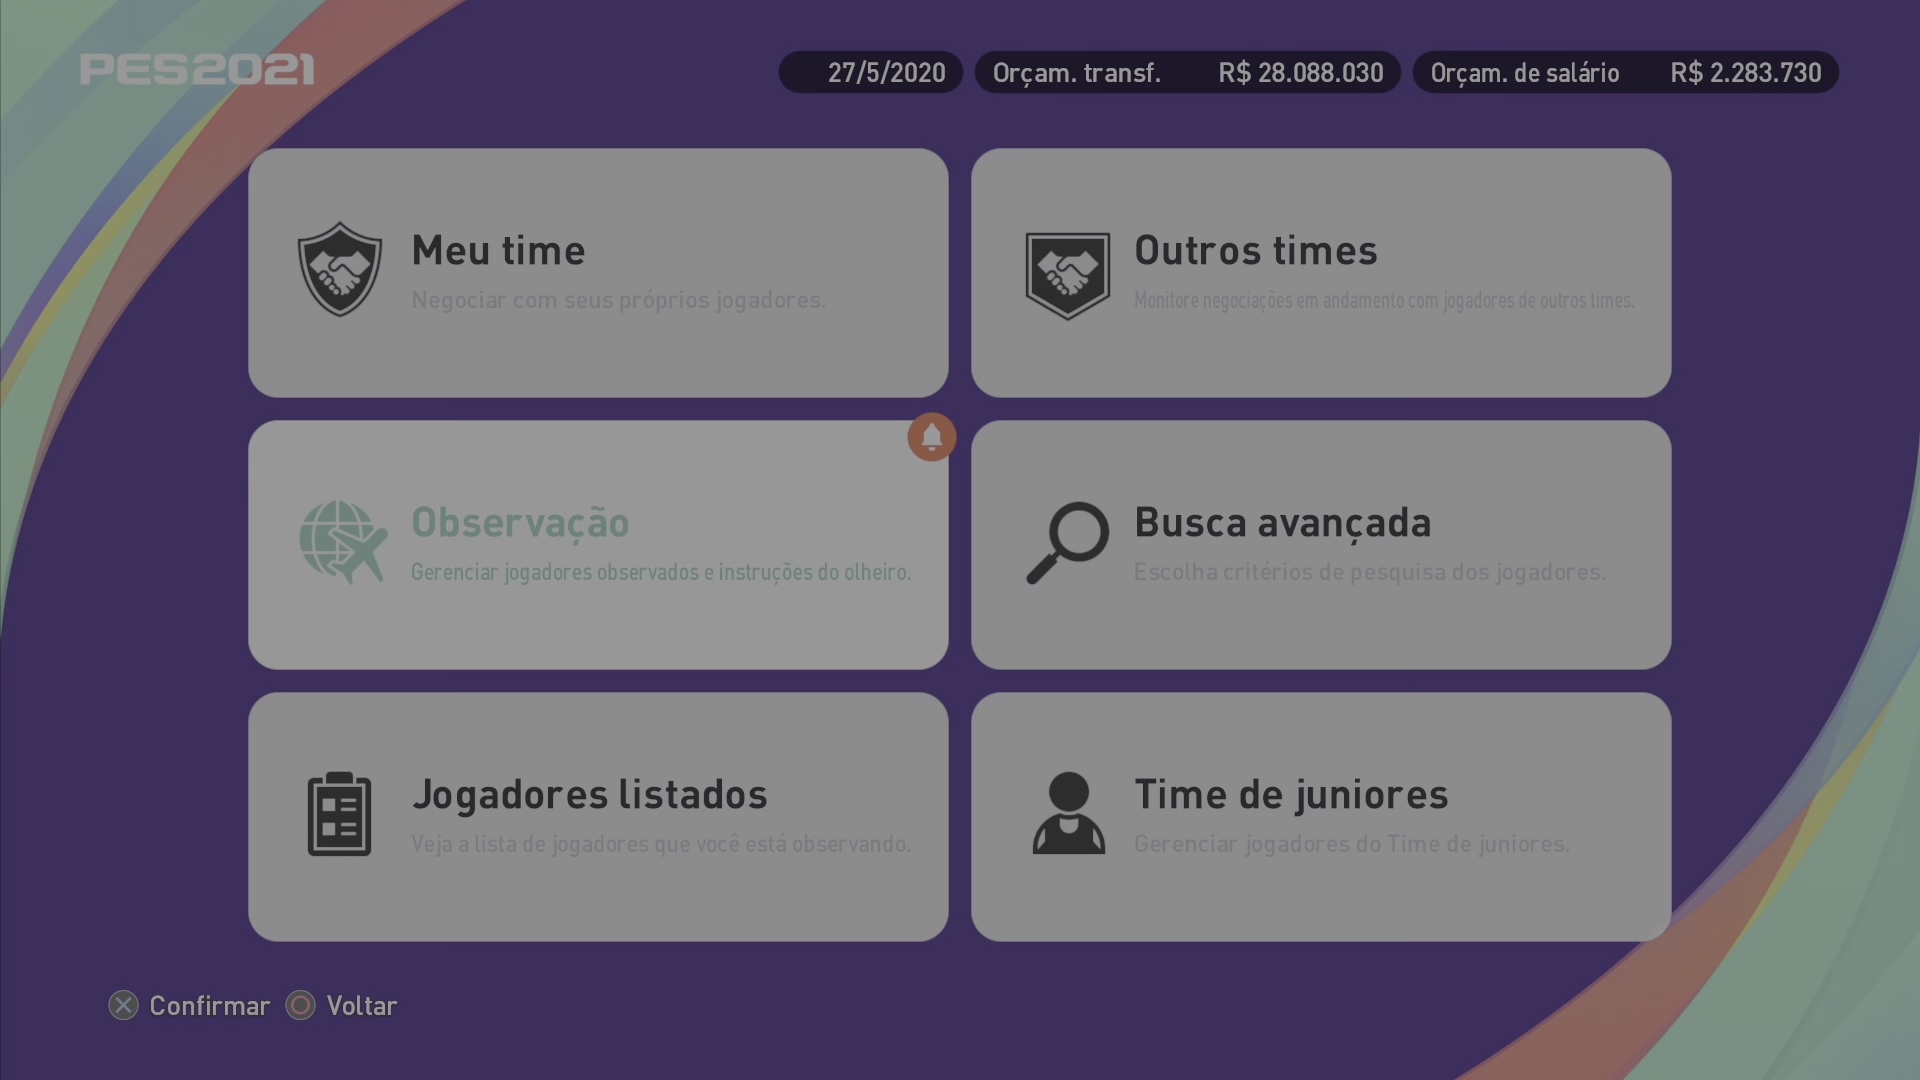 PES2021
27/5/2020 Orçam. transf. R$ 28.088.030 Orçam. de salário R$ 2.283.730
Meu time
Negociar com seus próprios jogadores.
Outros times
Monitore negociações em andamento com jogadores de outros times.
Observação
Gerenciar jogadores observados e instruções do olheiro.
Busca avançada
Escolha critérios de pesquisa dos jogadores.
Jogadores listados
Veja a lista de jogadores que você está observando.
Time de juniores
Gerenciar jogadores do Time de juniores.
Confirmar Voltar